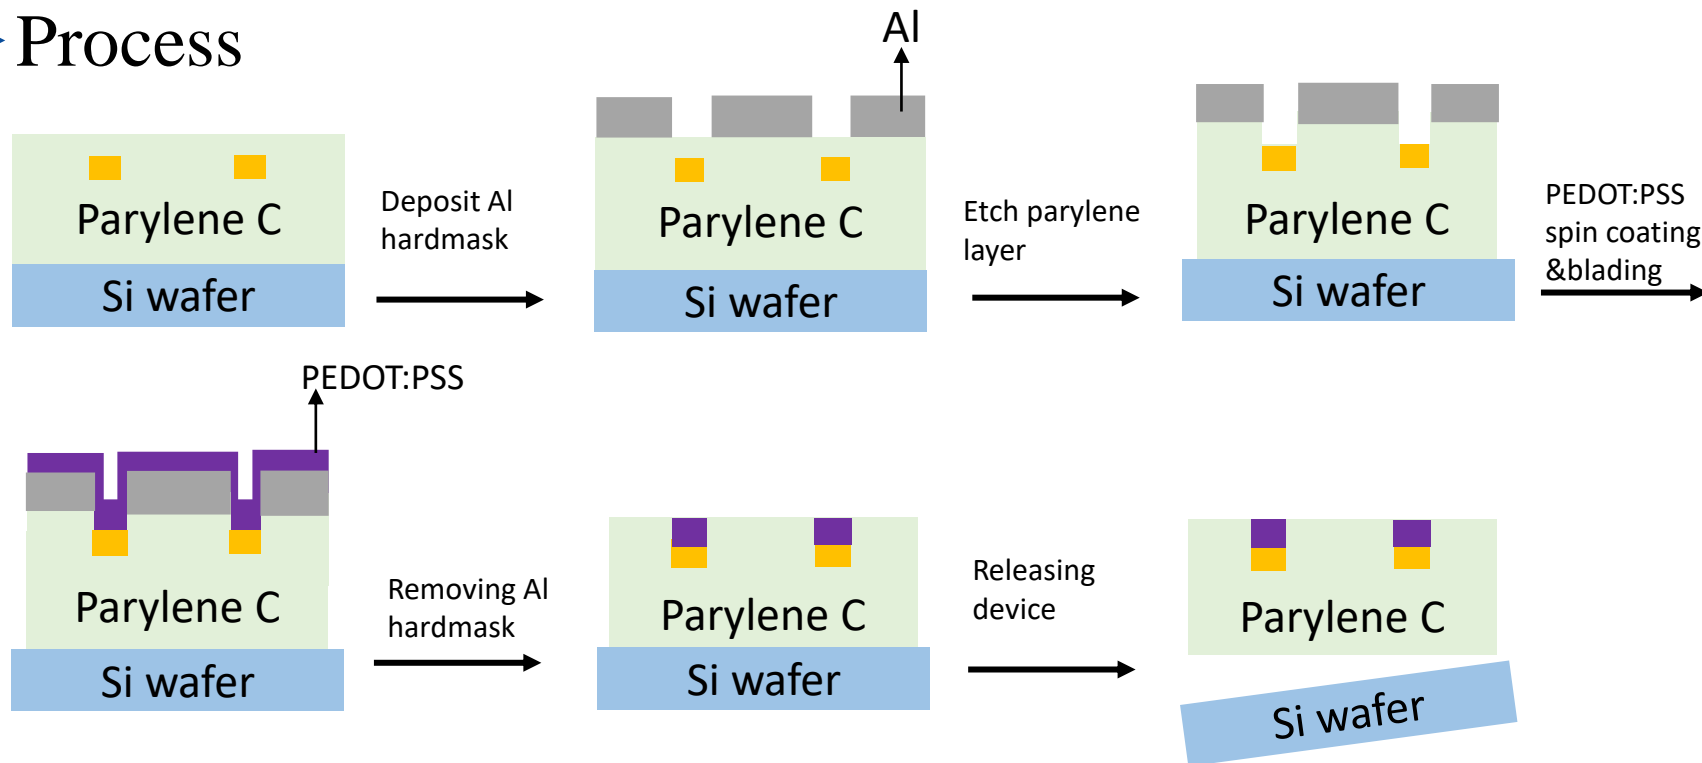 Process
Al
Parylene C
Si wafer
Deposit Al
hardmask
Parylene C
Si wafer
Etch parylene
layer
Parylene C
Si wafer
PEDOT:PSS
spin coating
&blading
PEDOT:PSS
Parylene C
Si wafer
Removing Al
hardmask
Parylene C
Si wafer
Releasing
device
Parylene C
Si wafer